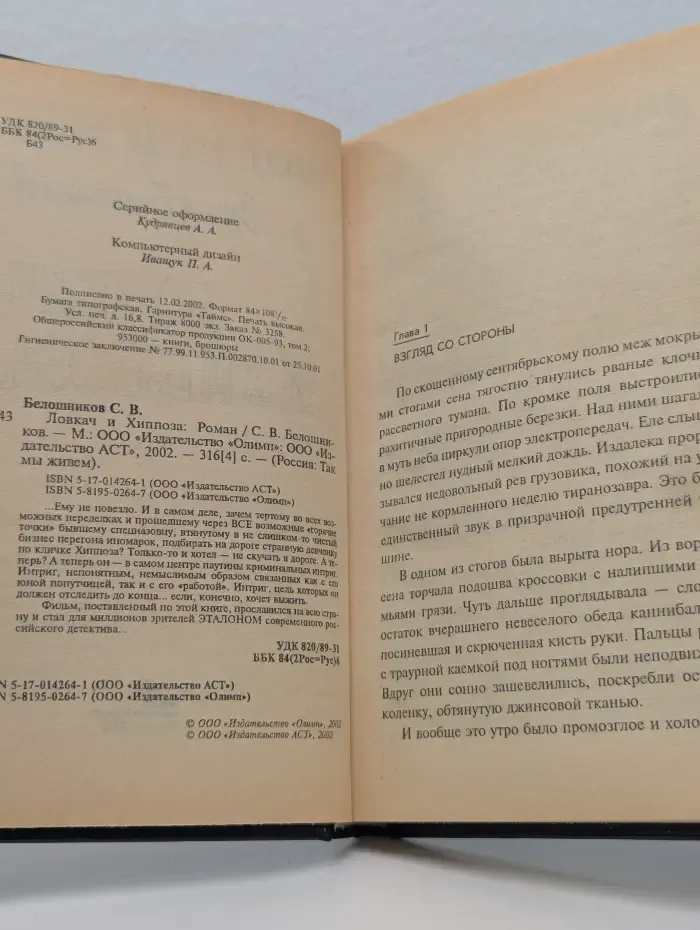 УДК 820/89-31
ББК 84(2Рос=Рус)6
Б43
Серийное оформление
Кудрявцев А. А.
Компьютерный дизайн
Иващук П. А.
Подписано в печать 12.02.2002. Формат 84×108¹/₃₂.
Бумага типографская. Гарнитура «Таймс». Печать высокая.
Усл. печ. л. 16,8. Тираж 8000 экз. Заказ № 3258.
Общероссийский классификатор продукции ОК-005-93, том 2;
953000 — книги, брошюры
Гигиеническое заключение № 77.99.11.953.П.002870.10.01 от 25.10.01
Белошников С. В.
43 Ловкач и Хиппоза: Роман / С. В. Белошни-
ков. — М.: ООО «Издательство «Олимп»: ООО «Из-
дательство АСТ», 2002. — 316[4] с. — (Россия: Так
мы живем).
ISBN 5-17-014264-1 (ООО «Издательство АСТ»)
ISBN 5-8195-0264-7 (ООО «Издательство «Олимп»)
...Ему не повезло. И в самом деле, зачем тертому во всех воз-
можных переделках и прошедшему через ВСЕ возможные «горячие
точки» бывшему спецназовцу, втянутому в не слишком-то чистый
бизнес перегона иномарок, подбирать на дороге странную девчонку
по кличке Хиппоза? Только-то и хотел — не скучать в дороге. А те-
перь? А теперь он — в самом центре паутины криминальных интриг.
Интриг, непонятным, немыслимым образом связанных как с его
юной попутчицей, так и с его «работой». Интриг, цель которых он
должен отследить до конца... если, конечно, хочет выжить.
Фильм, поставленный по этой книге, прославился на всю стра-
ну и стал для миллионов зрителей ЭТАЛОНОМ современного рос-
сийского детектива...
УДК 820/89-31
ББК 84(2Рос=Рус)6
N 5-17-014264-1 (ООО «Издательство АСТ»)
N 5-8195-0264-7 (ООО «Издательство «Олимп»)
© ООО «Издательство «Олимп», 2002
© ООО «Издательство АСТ», 2002
Глава 1
ВЗГЛЯД СО СТОРОНЫ
По скошенному сентябрьскому полю меж мокры
ми стогами сена тягостно тянулись рваные клоч
рассветного тумана. По кромке поля выстроили
рахитичные пригородные березки. Над ними шагал
в муть неба циркули опор электропередач. Еле слы
но шелестел нудный мелкий дождь. Издалека прор
зывался недовольный рев грузовика, похожий на у
чание не кормленного неделю тиранозавра. Это б
единственный звук в призрачной предутренней
шине.
В одном из стогов была вырыта нора. Из вор
сена торчала подошва кроссовки с налипшими
мьями грязи. Чуть дальше проглядывала — сло
остаток вчерашнего невеселого обеда каннибал
посиневшая и скрюченная кисть руки. Пальцы р
с траурной каемкой под ногтями были неподвиж
Вдруг они сонно зашевелились, поскребли ос
коленку, обтянутую джинсовой тканью.
И вообще это утро было промозглое и холо